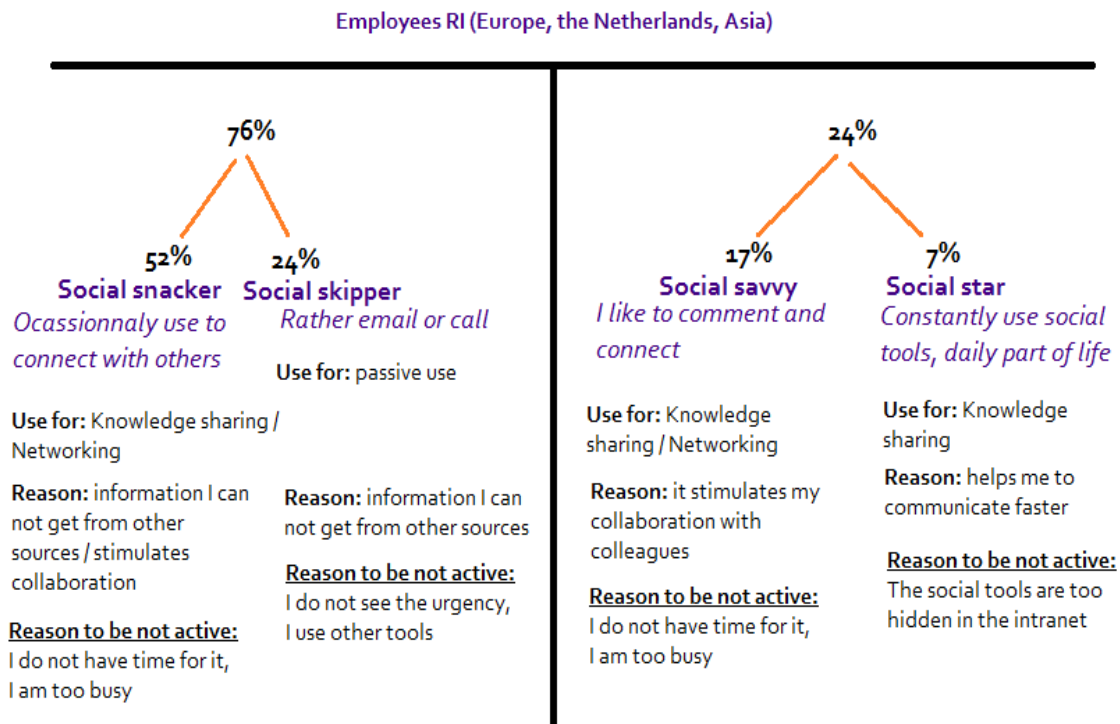 Employees RI (Europe, the Netherlands, Asia)
76%
52%
Social snacker
Ocassionnaly use to
connect with others
Use for: Knowledge sharing /
Networking
Reason: information I can
not get from other
sources / stimulates
collaboration
Reason to be not active:
I do not have time for it,
I am too busy
24%
Social skipper
Rather email or call
Use for: passive use
Reason: information I can
not get from other sources
Reason to be not active:
I do not see the urgency,
I use other tools
24%
17%
Social savvy
I like to comment and
connect
Use for: Knowledge
sharing / Networking
Reason: it stimulates my
collaboration with
colleagues
Reason to be not active:
I do not have time for it,
I am too busy
7%
Social star
Constantly use social
tools, daily part of life
Use for: Knowledge
sharing
Reason: helps me to
communicate faster
Reason to be not active:
The social tools are too
hidden in the intranet